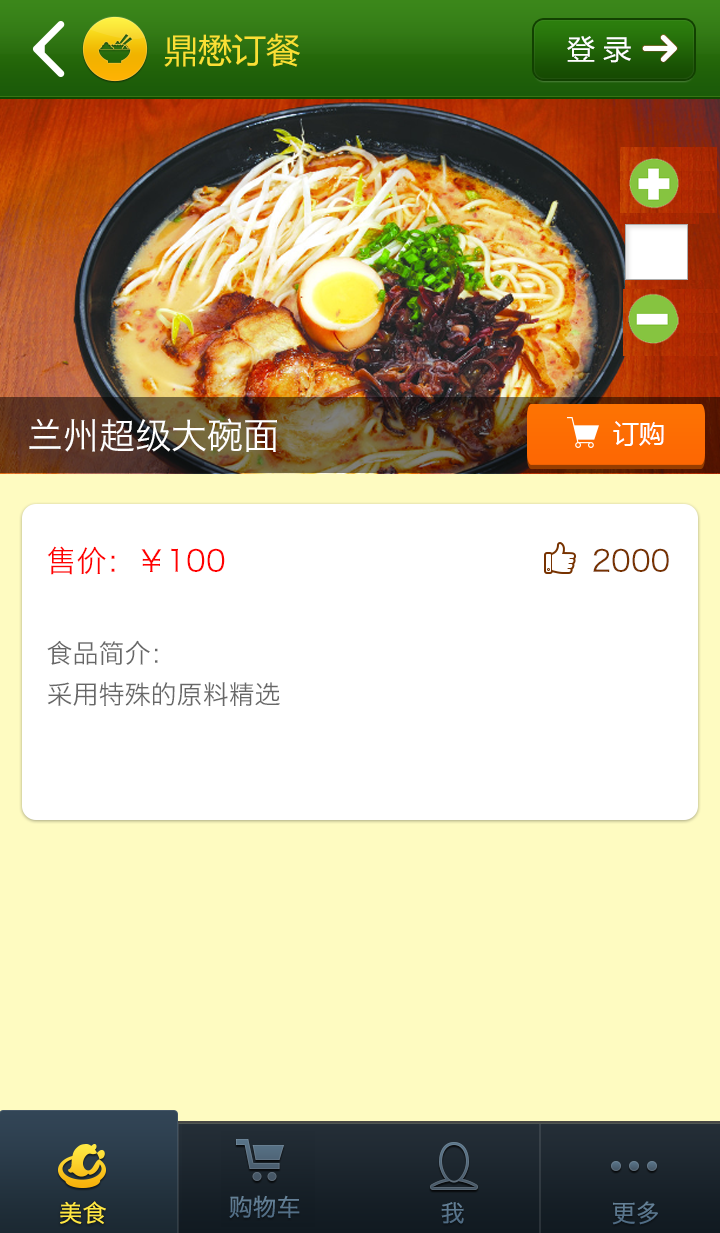 鼎懋订餐
登录
兰州超级大碗面
订购
售价：￥100
2000
食品简介：
采用特殊的原料精选
美食
购物车
我
更多